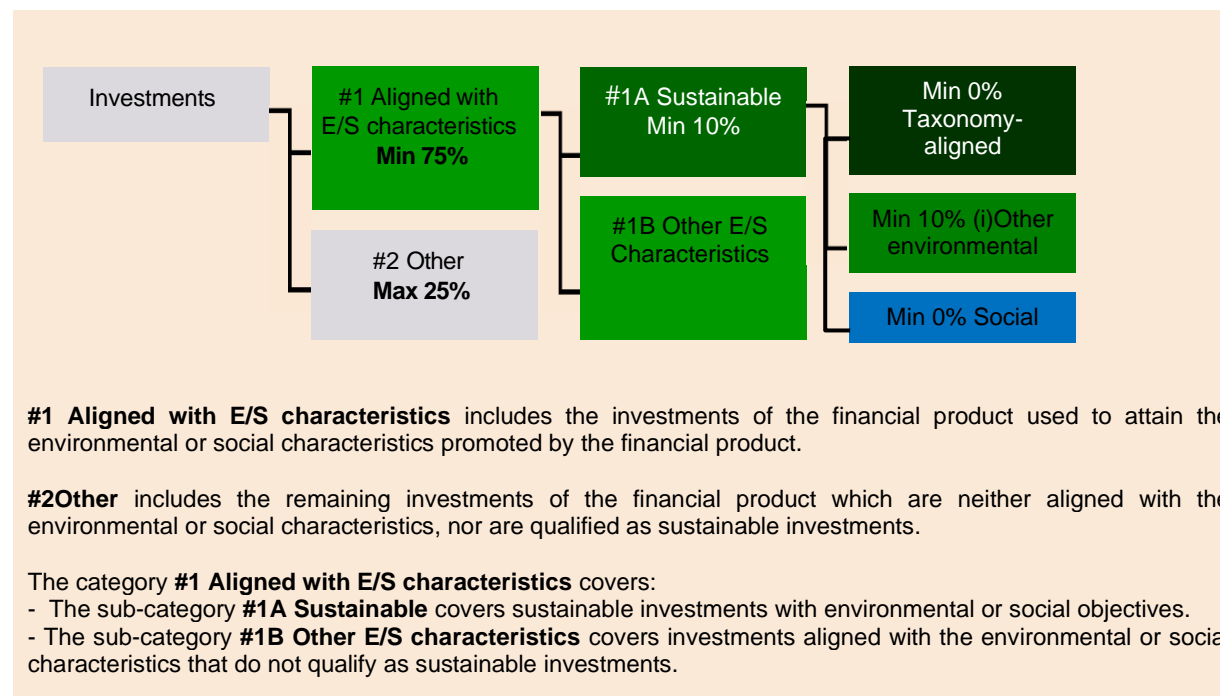 Investments
#1 Aligned with
E/S characteristics
Min 75%
#2 Other
Max 25%
#1A Sustainable
Min 10%
#1B Other E/S
Characteristics
Min 0%
Taxonomy-
aligned
Min 10% (i)Other
environmental
Min 0% Social
#1 Aligned with E/S characteristics includes the investments of the financial product used to attain the
environmental or social characteristics promoted by the financial product.
#2Other includes the remaining investments of the financial product which are neither aligned with the
environmental or social characteristics, nor are qualified as sustainable investments.
The category #1 Aligned with E/S characteristics covers:
- The sub-category #1A Sustainable covers sustainable investments with environmental or social objectives.
- The sub-category #1B Other E/S characteristics covers investments aligned with the environmental or social
characteristics that do not qualify as sustainable investments.